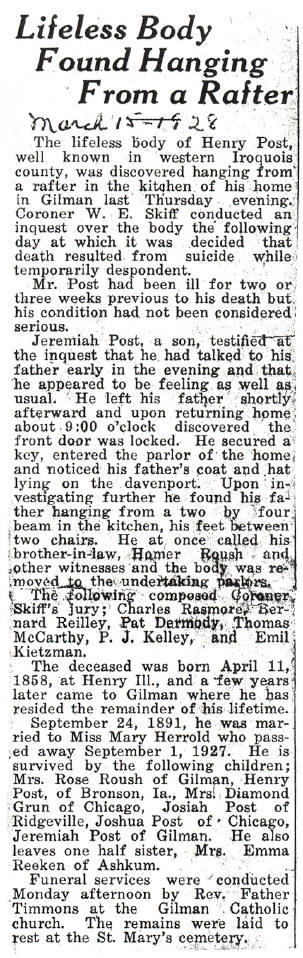 Lifeless Body
Found Hanging
From a Rafter
March 15-1928
The lifeless body of Henry Post,
well known in western Iroquois
county, was discovered hanging from
a rafter in the kitchen of his home
in Gilman last Thursday evening.
Coroner W. E. Skiff conducted an
inquest over the body the following
day at which it was decided that
death resulted from suicide while
temporarily despondent.
Mr. Post had been ill for two or
three weeks previous to his death but
his condition had not been considered
serious.
Jeremiah Post, a son, testified at
the inquest that he had talked to his
father early in the evening and that
he appeared to be feeling as well as
usual. He left his father shortly
afterward and upon returning home
about 9:00 o'clock discovered the
front door was locked. He secured a
key, entered the parlor of the home
and noticed his father's coat and hat
lying on the davenport. Upon in-
vestigating further he found his fa-
ther hanging from a two by four
beam in the kitchen, his feet between
two chairs. He at once called his
brother-in-law, Homer Roush and
other witnesses and the body was re-
moved to the undertaking parlors.
The following composed Coroner
Skiff's jury; Charles Rasmore, Ber-
nard Reilley, Pat Dermody, Thomas
McCarthy, P. J. Kelley, and Emil
Kietzman.
The deceased was born April 11,
1858, at Henry Ill., and a few years
later came to Gilman where he has
resided the remainder of his lifetime.
September 24, 1891, he was mar-
ried to Miss Mary Herrold who pass-
ed away September 1, 1927. He is
survived by the following children;
Mrs. Rose Roush of Gilman, Henry
Post, of Bronson, Ia., Mrs. Diamond
Grun of Chicago, Josiah Post of
Ridgeville, Joshua Post of Chicago,
Jeremiah Post of Gilman. He also
leaves one half sister, Mrs. Emma
Reeken of Ashkum.
Funeral services were conducted
Monday afternoon by Rev. Father
Timmons at the Gilman Catholic
church. The remains were laid to
rest at the St. Mary's cemetery.